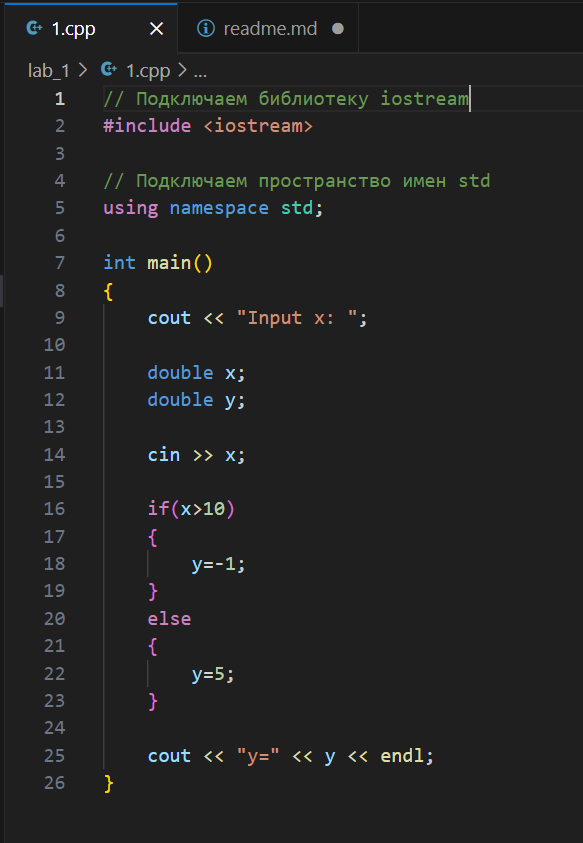 1.cpp readme.md
lab_1 > 1.cpp > ...
1 // Подключаем библиотеку iostream
2 #include <iostream>
3
4 // Подключаем пространство имен std
5 using namespace std;
6
7 int main()
8 {
9     cout << "Input x: ";
10
11     double x;
12     double y;
13
14     cin >> x;
15
16     if(x>10)
17     {
18         y=-1;
19     }
20     else
21     {
22         y=5;
23     }
24
25     cout << "y=" << y << endl;
26 }